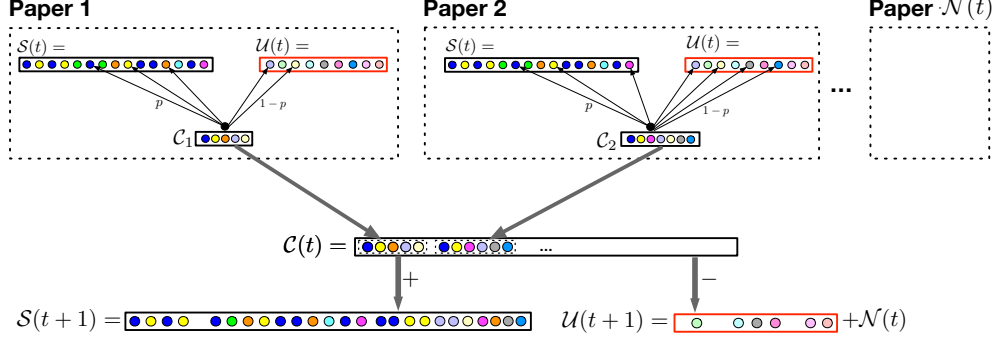 Paper 1
Paper 2
Paper 𝒩(t)
𝒮(t) =
𝒰(t) =
𝒮(t) =
𝒰(t) =
...
p
1 − p
p
1 − p
𝒞₁
𝒞₂
𝒞(t) =
...
+
−
𝒮(t + 1) =
𝒰(t + 1) =
+𝒩(t)